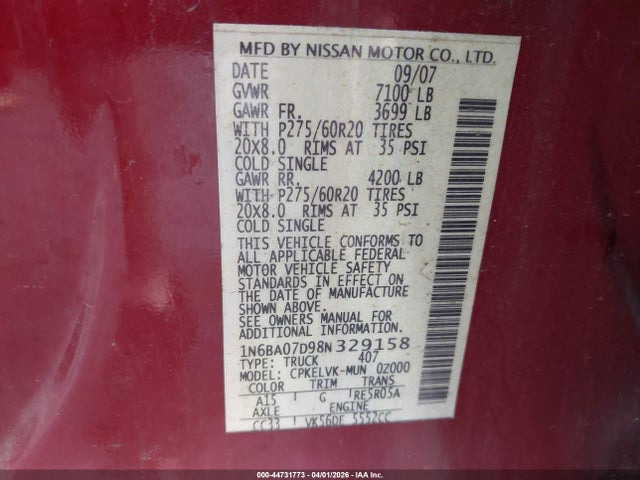 MFD BY NISSAN MOTOR CO., LTD.
DATE 09/07
GVWR 7100 LB
GAWR FR. 3699 LB
WITH P275/60R20 TIRES
20X8.0 RIMS AT 35 PSI
COLD SINGLE
GAWR RR. 4200 LB
WITH P275/60R20 TIRES
20X8.0 RIMS AT 35 PSI
COLD SINGLE
THIS VEHICLE CONFORMS TO
ALL APPLICABLE FEDERAL
MOTOR VEHICLE SAFETY
STANDARDS IN EFFECT ON
THE DATE OF MANUFACTURE
SHOWN ABOVE.
SEE OWNERS MANUAL FOR
ADDITIONAL INFORMATION.
1N6BA07D98N329158
TYPE: TRUCK 407
MODEL: CPKELVK-MUN 0Z000
COLOR TRIM TRANS
A15 G RE5R05A
AXLE ENGINE
CC33 VK56DE 5552CC
000-44731773 - 04/01/2026 - IAA Inc.